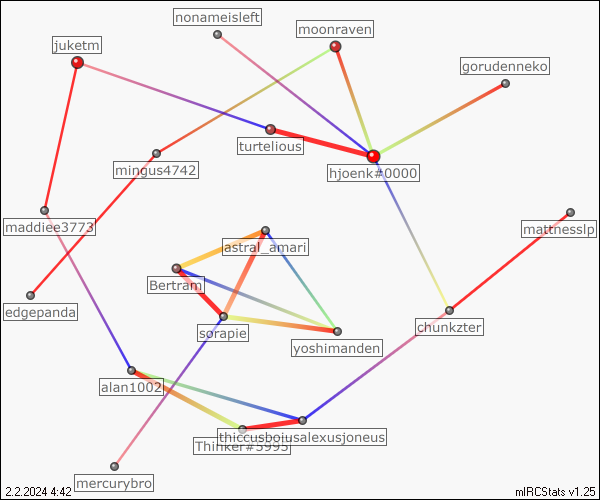 nonameisleft
moonraven
juketm
gorudenneko
turtelious
mingus4742
hjoenk#0000
maddiee3773
mattnesslp
astral_amari
Bertram
edgepanda
sorapie
chunkzter
yoshimanden
alan1002
thiccusboiusalexusjoneus
Thinker#5995
mercurybro
2.2.2024 4:42
mIRCStats v1.25